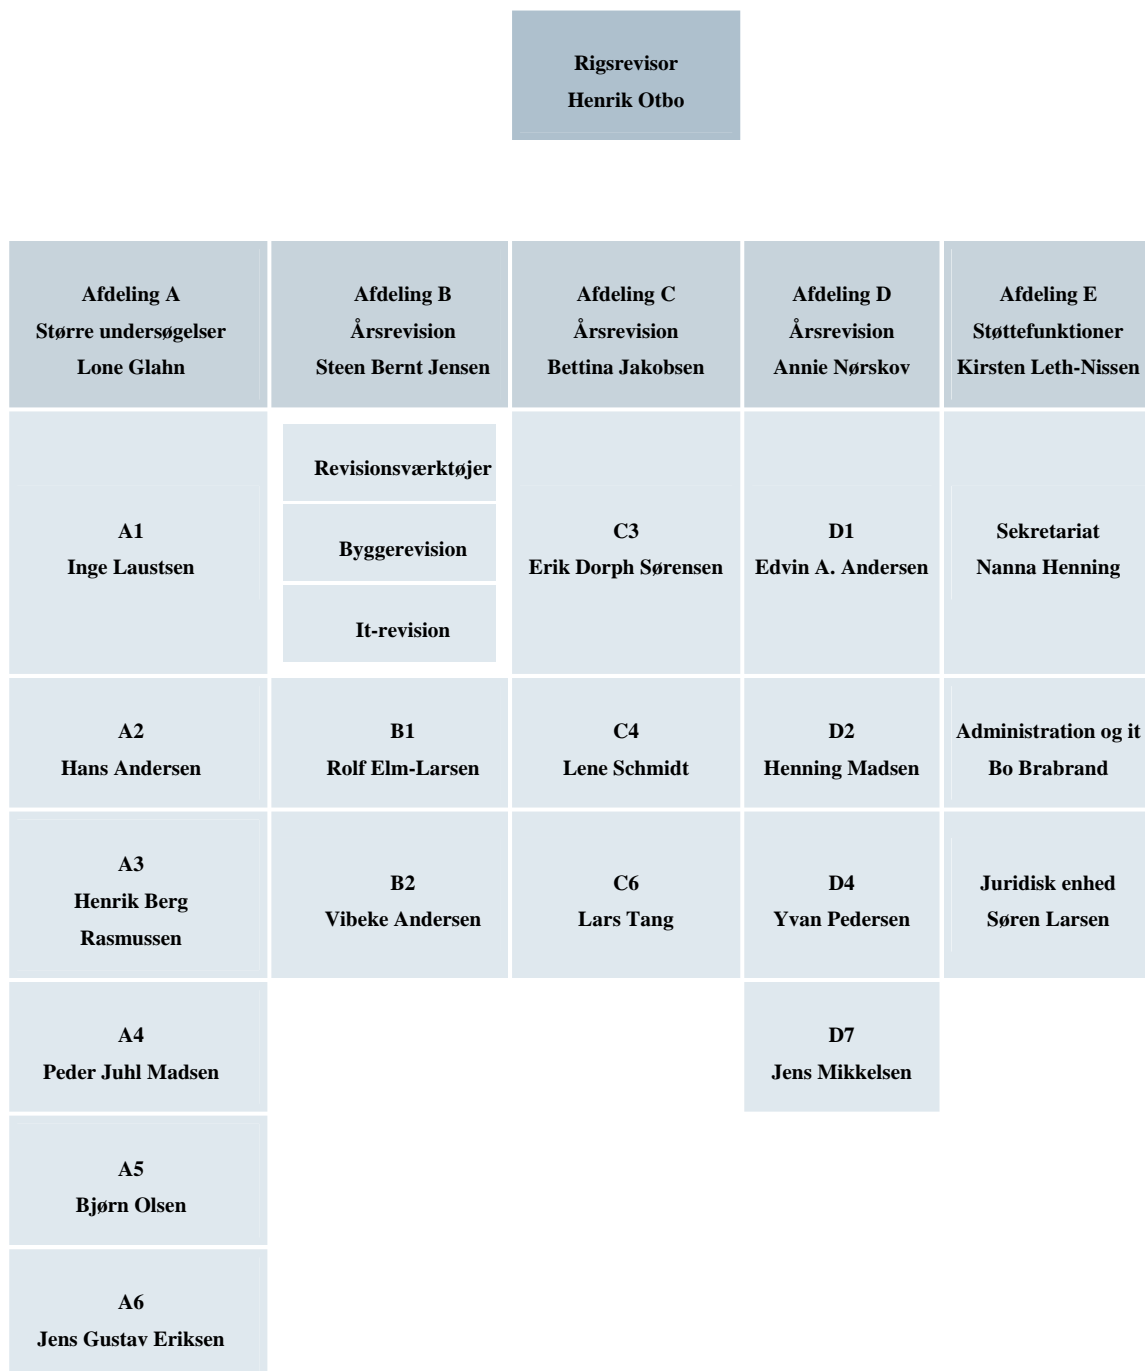 Rigsrevisor
Henrik Otbo
Afdeling A
Større undersøgelser
Lone Glahn
Afdeling B
Årsrevision
Steen Bernt Jensen
Afdeling C
Årsrevision
Bettina Jakobsen
Afdeling D
Årsrevision
Annie Nørskov
Afdeling E
Støttefunktioner
Kirsten Leth-Nissen
A1
Inge Laustsen
Revisionsværktøjer
Byggerevision
It-revision
C3
Erik Dorph Sørensen
D1
Edvin A. Andersen
Sekretariat
Nanna Henning
A2
Hans Andersen
B1
Rolf Elm-Larsen
C4
Lene Schmidt
D2
Henning Madsen
Administration og it
Bo Brabrand
A3
Henrik Berg
Rasmussen
B2
Vibeke Andersen
C6
Lars Tang
D4
Yvan Pedersen
Juridisk enhed
Søren Larsen
A4
Peder Juhl Madsen
D7
Jens Mikkelsen
A5
Bjørn Olsen
A6
Jens Gustav Eriksen